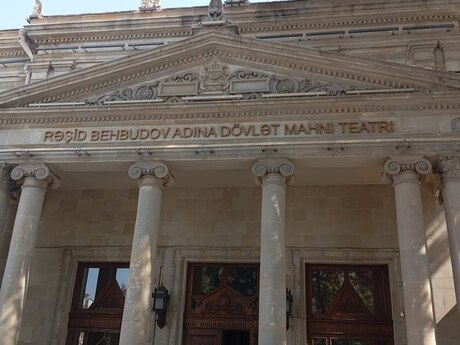 RƏŞİD BEHBUDOV ADINA DÖVLƏT MAHNI TEATRI